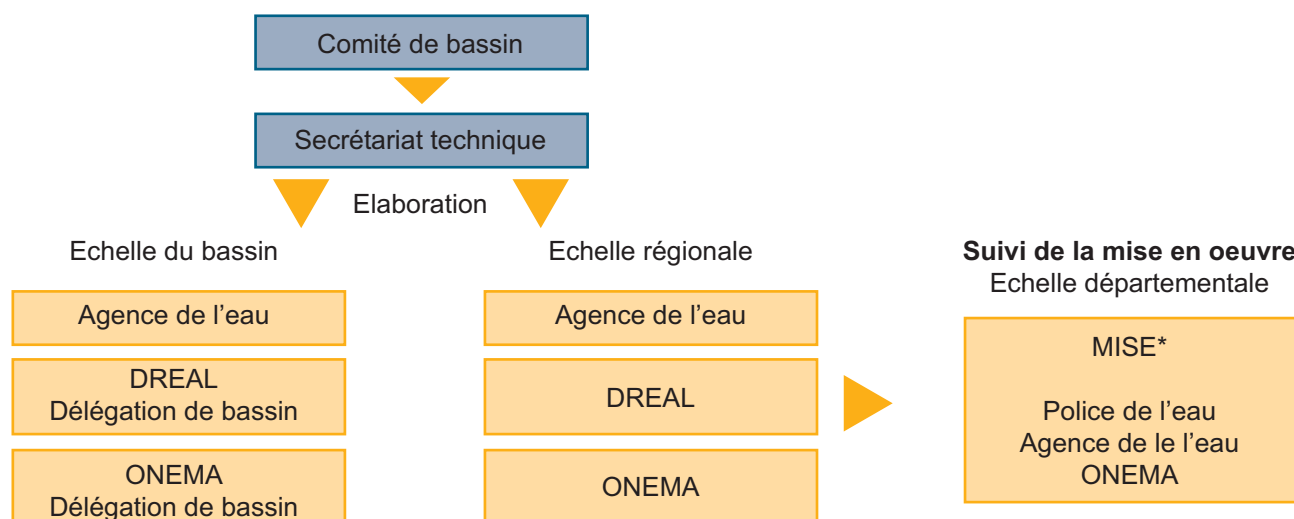 Comité de bassin
Secrétariat technique
Elaboration
Echelle du bassin
Agence de l'eau
DREAL
Délégation de bassin
ONEMA
Délégation de bassin
Echelle régionale
Agence de l'eau
DREAL
ONEMA
Suivi de la mise en oeuvre
Echelle départementale
MISE*
Police de l'eau
Agence de le l'eau
ONEMA